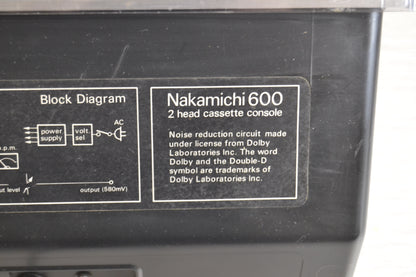 Block Diagram
AC
power
supply
volt.
sel
p.m.
ut level
output (580mV)
Nakamichi 600
2 head cassette console
Noise reduction circuit made
under license from Dolby
Laboratories Inc. The word
Dolby and the Double-D
symbol are trademarks of
Dolby Laboratories Inc.